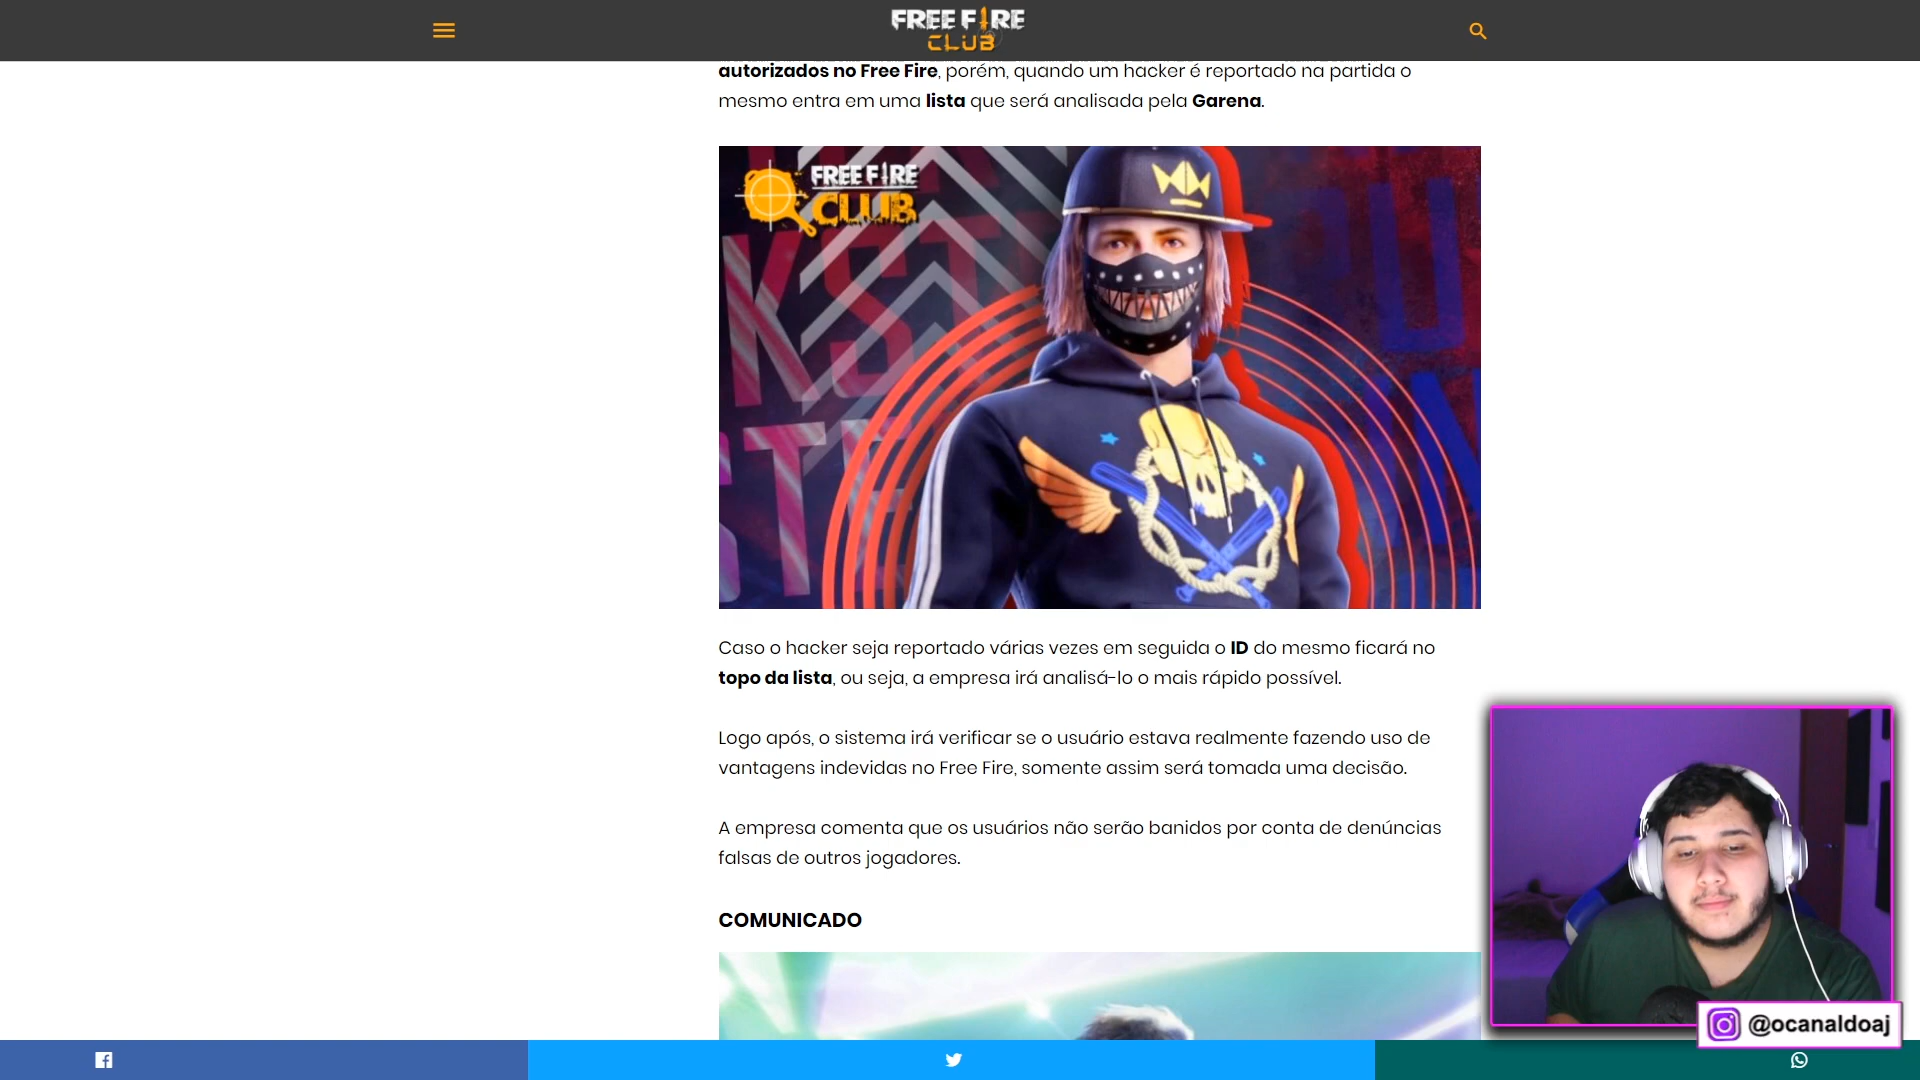 FREE FIRE
CLUB
autorizados no Free Fire, porém, quando um hacker é reportado na partida o
mesmo entra em uma lista que será analisada pela Garena.
FREE FIRE
CLUB
Caso o hacker seja reportado várias vezes em seguida o ID do mesmo ficará no
topo da lista, ou seja, a empresa irá analisá-lo o mais rápido possível.
Logo após, o sistema irá verificar se o usuário estava realmente fazendo uso de
vantagens indevidas no Free Fire, somente assim será tomada uma decisão.
A empresa comenta que os usuários não serão banidos por conta de denúncias
falsas de outros jogadores.
COMUNICADO
@ocanaldoaj